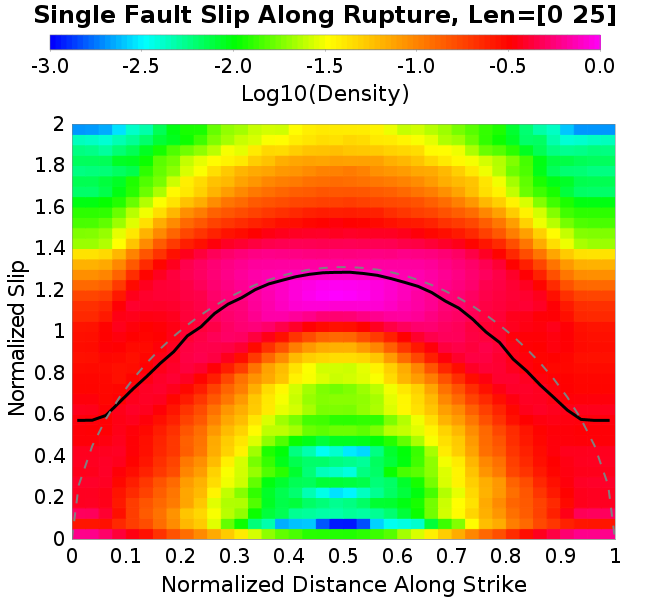 Single Fault Slip Along Rupture, Len=[0 25]
-3.0 -2.5 -2.0 -1.5 -1.0 -0.5 0.0
Log10(Density)
2
1.8
1.6
1.4
1.2
1
0.8
0.6
0.4
0.2
0
Normalized Slip
0 0.1 0.2 0.3 0.4 0.5 0.6 0.7 0.8 0.9 1
Normalized Distance Along Strike